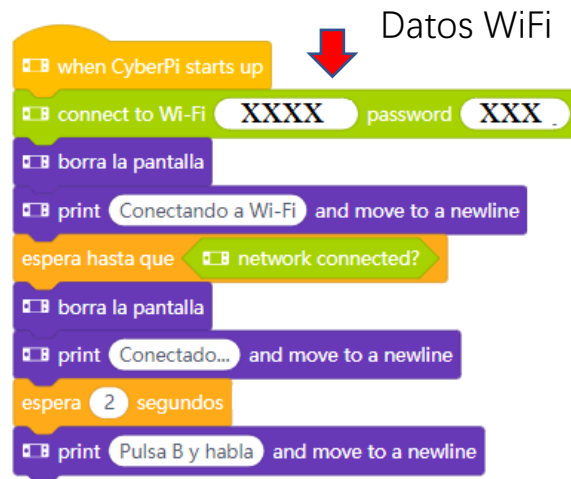 Datos WiFi
when CyberPi starts up
connect to Wi-Fi XXXX password XXX
borra la pantalla
print Conectando a Wi-Fi and move to a newline
espera hasta que network connected?
borra la pantalla
print Conectado... and move to a newline
espera 2 segundos
print Pulsa B y habla and move to a newline